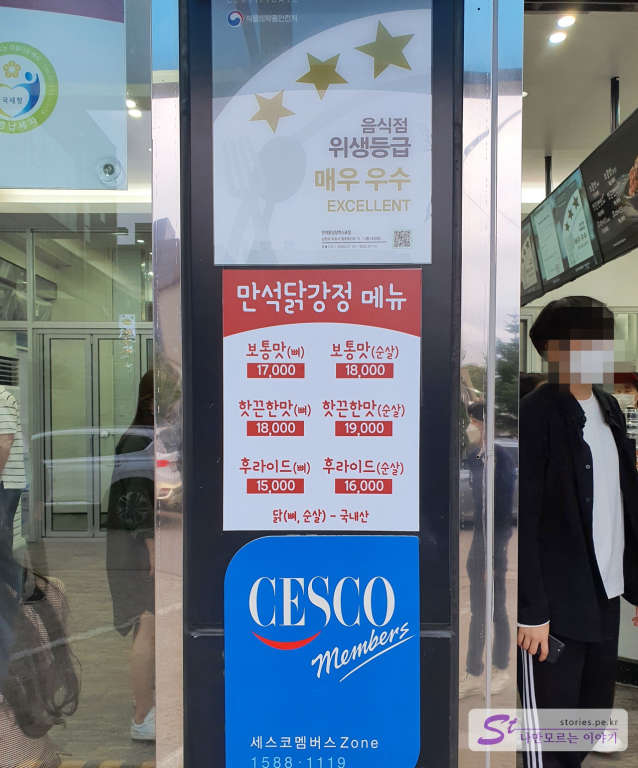 CERTIFICATE
식품의약품안전처
음식점
위생등급
매우 우수
EXCELLENT
국세청
만석닭강정 메뉴
보통맛(뼈) 보통맛(순살)
17,000 18,000
핫끈한맛(뼈) 핫끈한맛(순살)
18,000 19,000
후라이드(뼈) 후라이드(순살)
15,000 16,000
닭(뼈, 순살) - 국내산
CESCO
Members
세스코멤버스Zone
1588·1119
St
stories.pe.kr
나만모르는 이야기